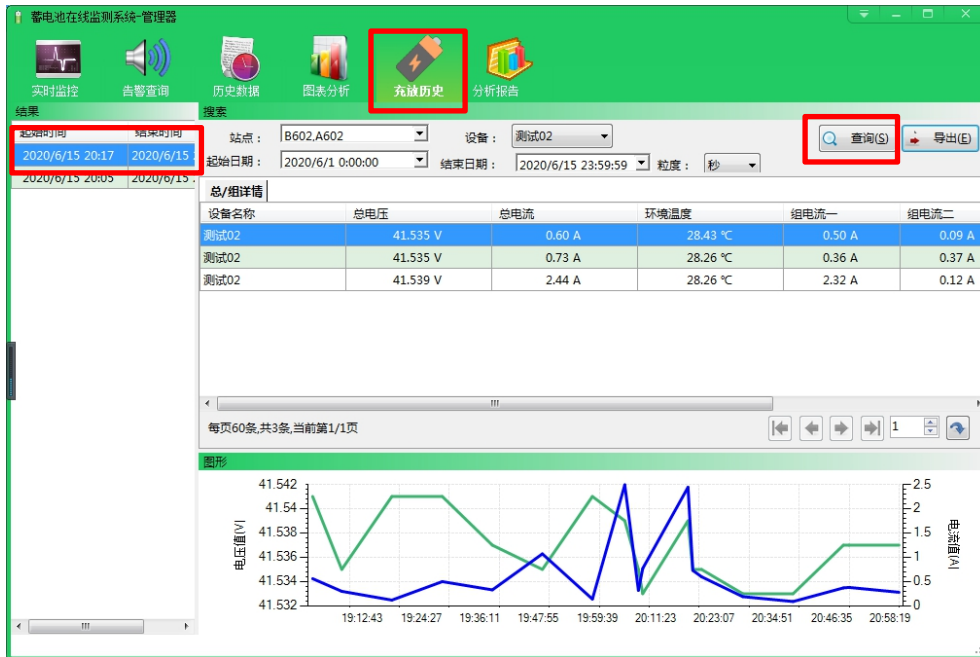 蓄电池在线监测系统-管理器
实时监控 告警查询 历史数据 图表分析 充放历史 分析报告
结果
起始时间 结束时间
2020/6/15 20:17 2020/6/15
2020/6/15 20:05 2020/6/15
搜索
站点： B602,A602 设备： 测试02 查询(S) 导出(E)
起始日期： 2020/6/1 0:00:00 结束日期： 2020/6/15 23:59:59 粒度： 秒
总/组详情
设备名称 总电压 总电流 环境温度 组电流一 组电流二
测试02 41.535 V 0.60 A 28.43 ℃ 0.50 A 0.09 A
测试02 41.535 V 0.73 A 28.26 ℃ 0.36 A 0.37 A
测试02 41.539 V 2.44 A 28.26 ℃ 2.32 A 0.12 A
每页60条,共3条,当前第1/1页 1
图形
电压值(V)
41.542
41.54
41.538
41.536
41.534
41.532
2.5
2
1.5
1
0.5
0
电流值(A)
19:12:43 19:24:27 19:36:11 19:47:55 19:59:39 20:11:23 20:23:07 20:34:51 20:46:35 20:58:19